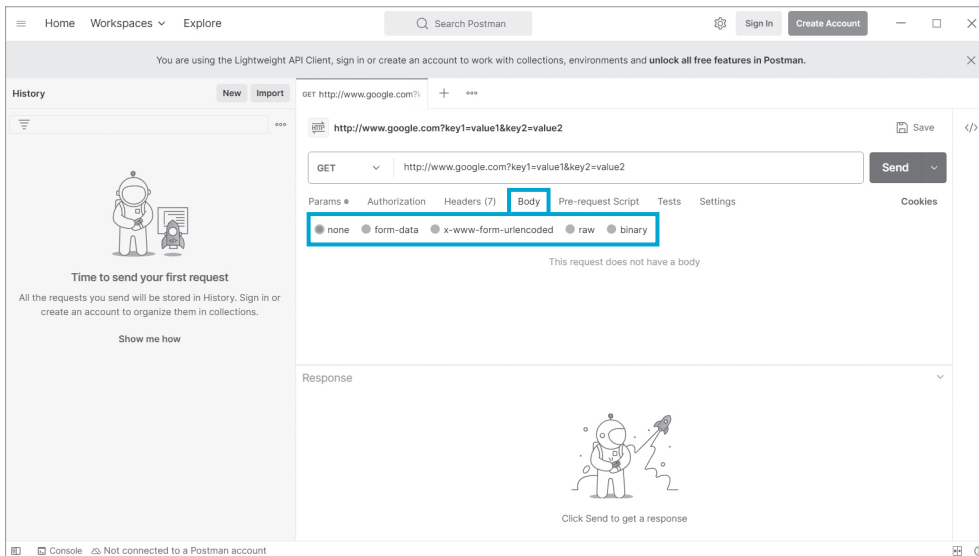 Home Workspaces Explore Search Postman Sign In Create Account
You are using the Lightweight API Client, sign in or create an account to work with collections, environments and unlock all free features in Postman.
History New Import
GET http://www.google.com?k
HTTP http://www.google.com?key1=value1&key2=value2 Save </>
GET http://www.google.com?key1=value1&key2=value2 Send
Params Authorization Headers (7) Body Pre-request Script Tests Settings Cookies
none form-data x-www-form-urlencoded raw binary
This request does not have a body
Time to send your first request
All the requests you send will be stored in History. Sign in or
create an account to organize them in collections.
Show me how
Response
Click Send to get a response
Console Not connected to a Postman account